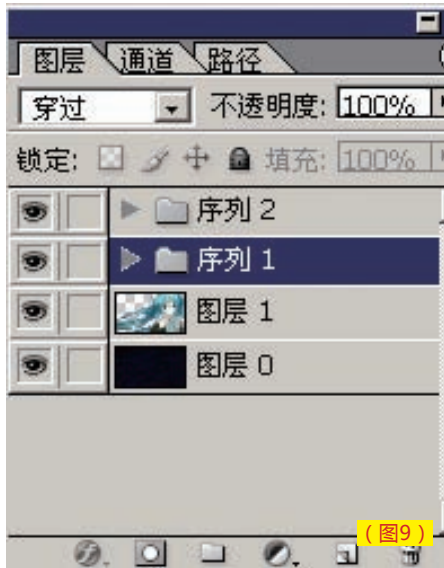 图层 通道 路径
穿过 不透明度: 100%
锁定: 填充: 100%
序列 2
序列 1
图层 1
图层 0
（图9）